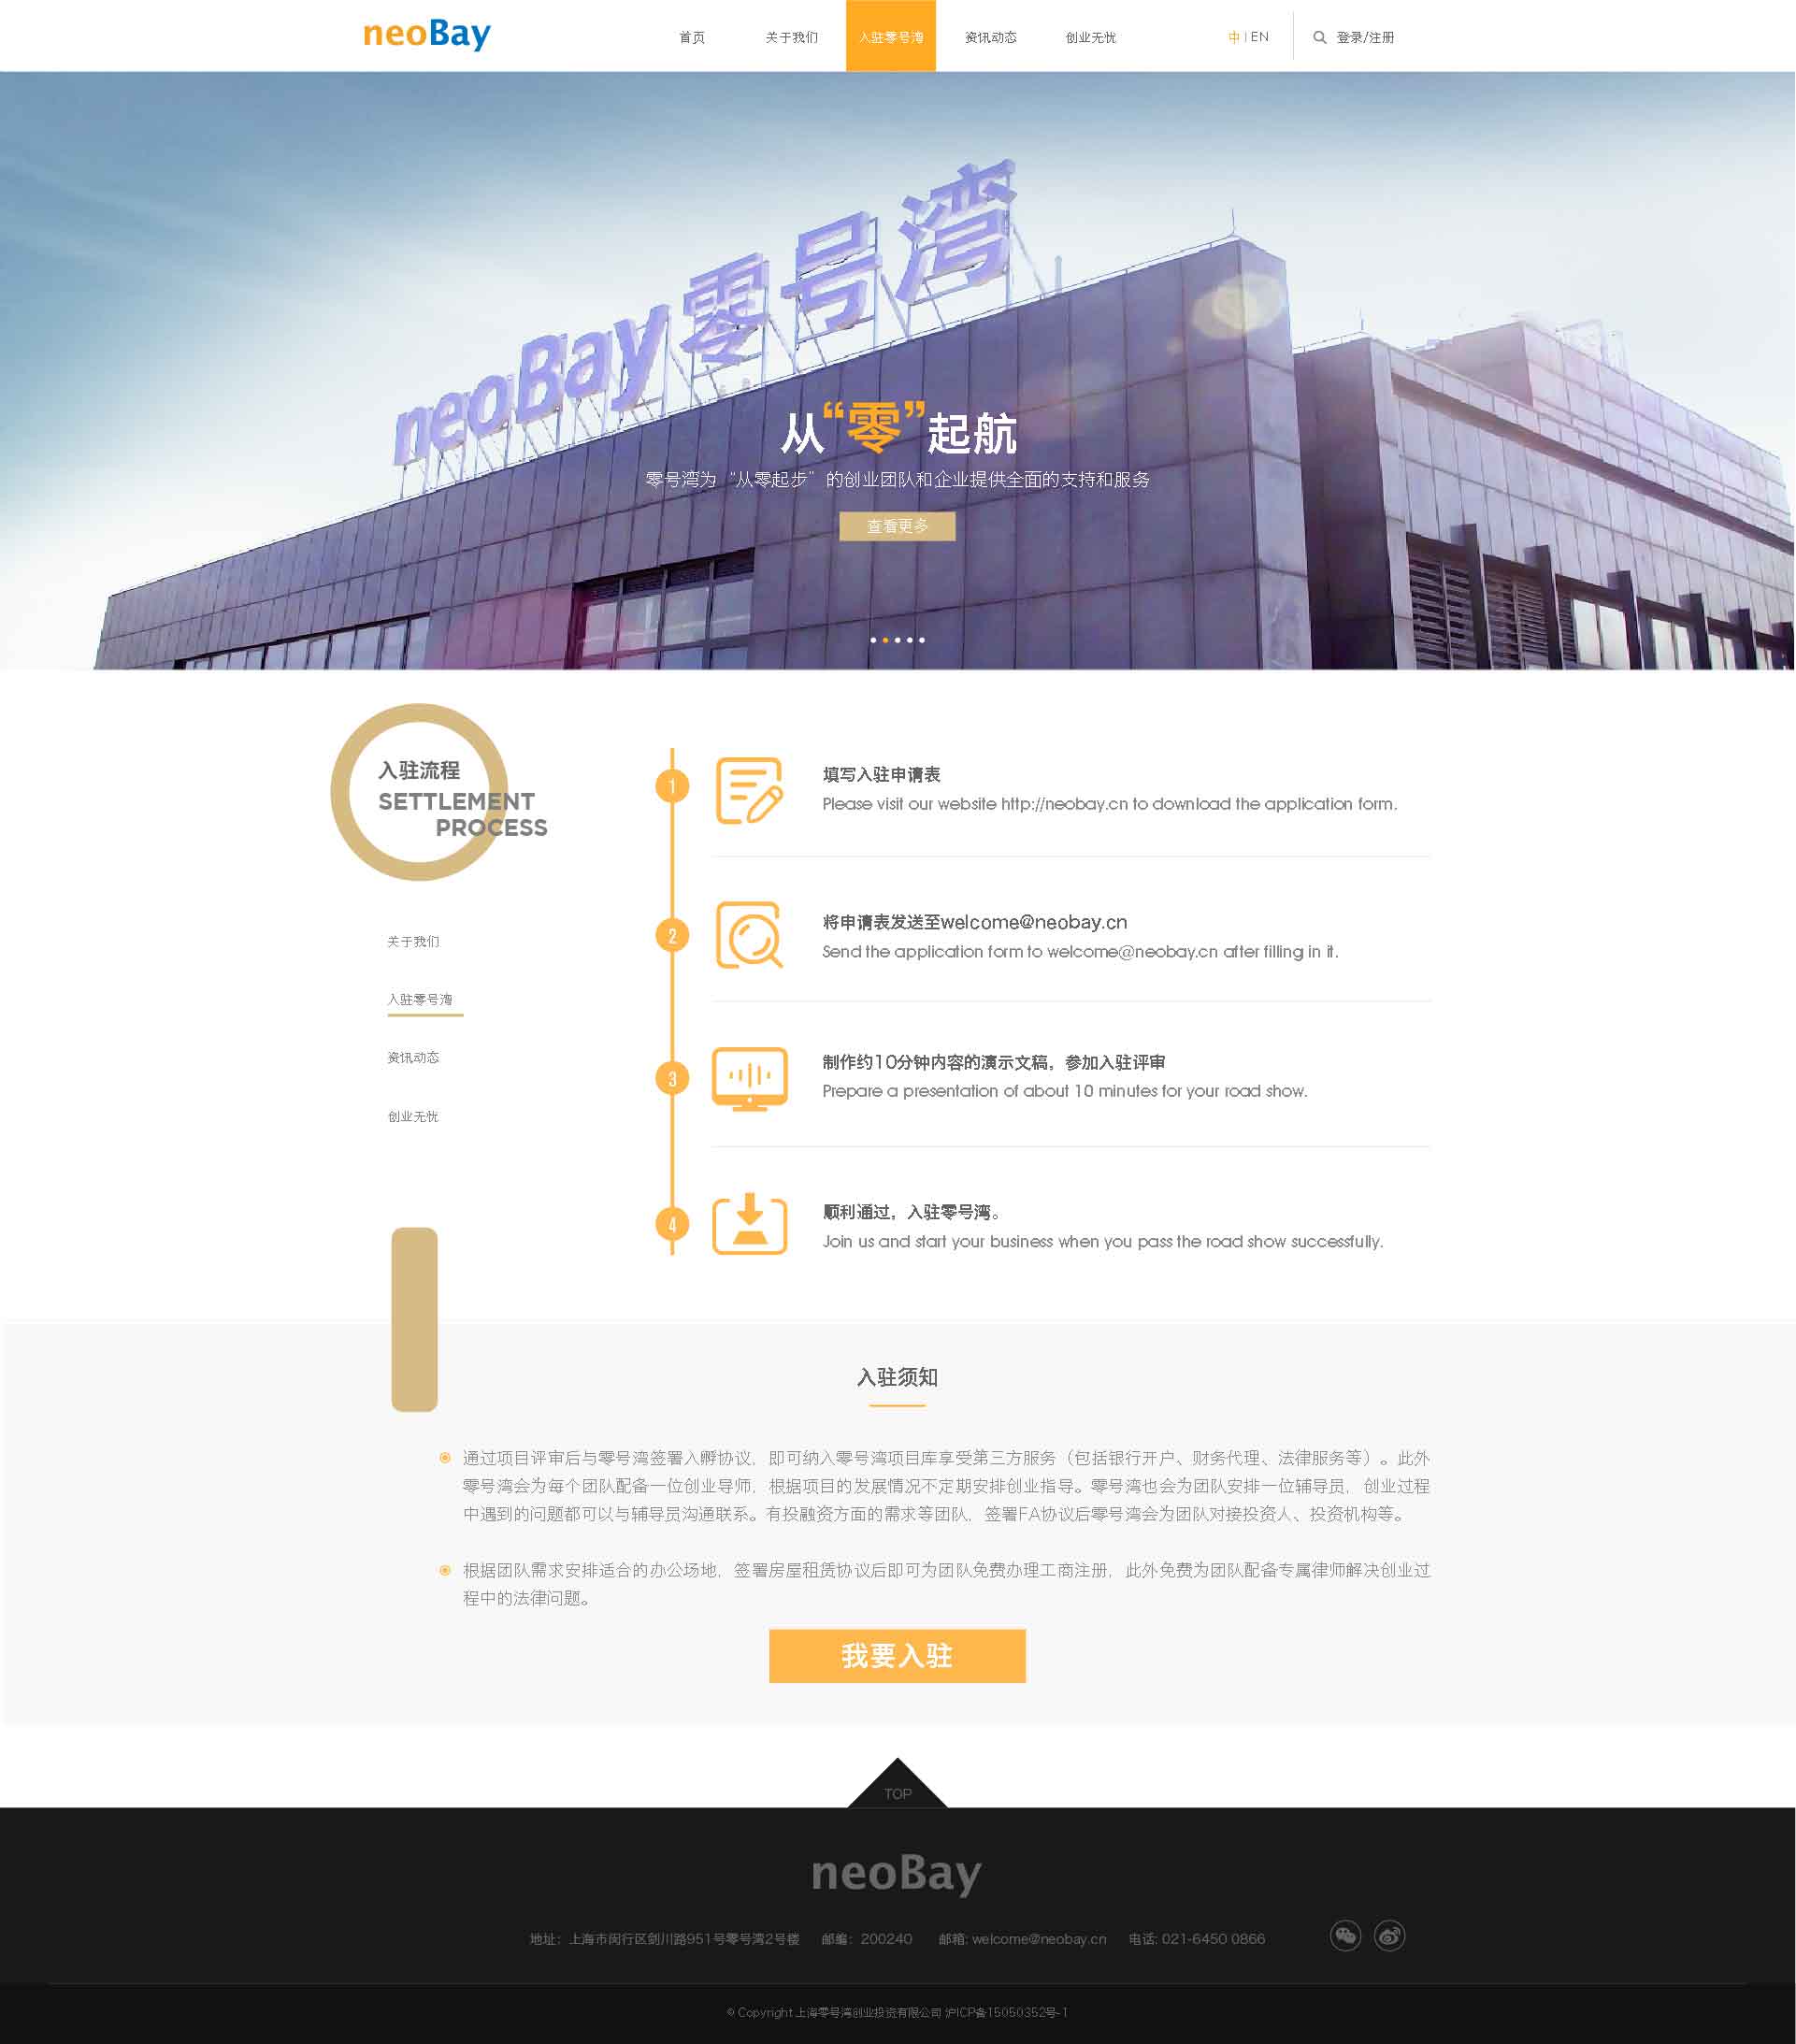 neoBay
首页 关于我们 入驻零号湾 资讯动态 创业无忧 中 | EN 登录/注册
neoBay零号湾
从“零”起航
零号湾为 “从零起步” 的创业团队和企业提供全面的支持和服务
查看更多
入驻流程
SETTLEMENT
PROCESS
关于我们
入驻零号湾
资讯动态
创业无忧
1
填写入驻申请表
Please visit our website http://neobay.cn to download the application form.
2
将申请表发送至welcome@neobay.cn
Send the application form to welcome@neobay.cn after filling in it.
3
制作约10分钟内容的演示文稿，参加入驻评审
Prepare a presentation of about 10 minutes for your road show.
4
顺利通过，入驻零号湾。
Join us and start your business when you pass the road show successfully.
入驻须知
通过项目评审后与零号湾签署入孵协议，即可纳入零号湾项目库享受第三方服务（包括银行开户、财务代理、法律服务等）。此外
零号湾会为每个团队配备一位创业导师，根据项目的发展情况不定期安排创业指导。零号湾也会为团队安排一位辅导员，创业过程
中遇到的问题都可以与辅导员沟通联系。有投融资方面的需求等团队，签署FA协议后零号湾会为团队对接投资人、投资机构等。
根据团队需求安排适合的办公场地，签署房屋租赁协议后即可为团队免费办理工商注册，此外免费为团队配备专属律师解决创业过
程中的法律问题。
我要入驻
TOP
neoBay
地址：上海市闵行区剑川路951号零号湾2号楼 邮编：200240 邮箱: welcome@neobay.cn 电话: 021-6450 0866
© Copyright 上海零号湾创业投资有限公司 沪ICP备15050352号-1